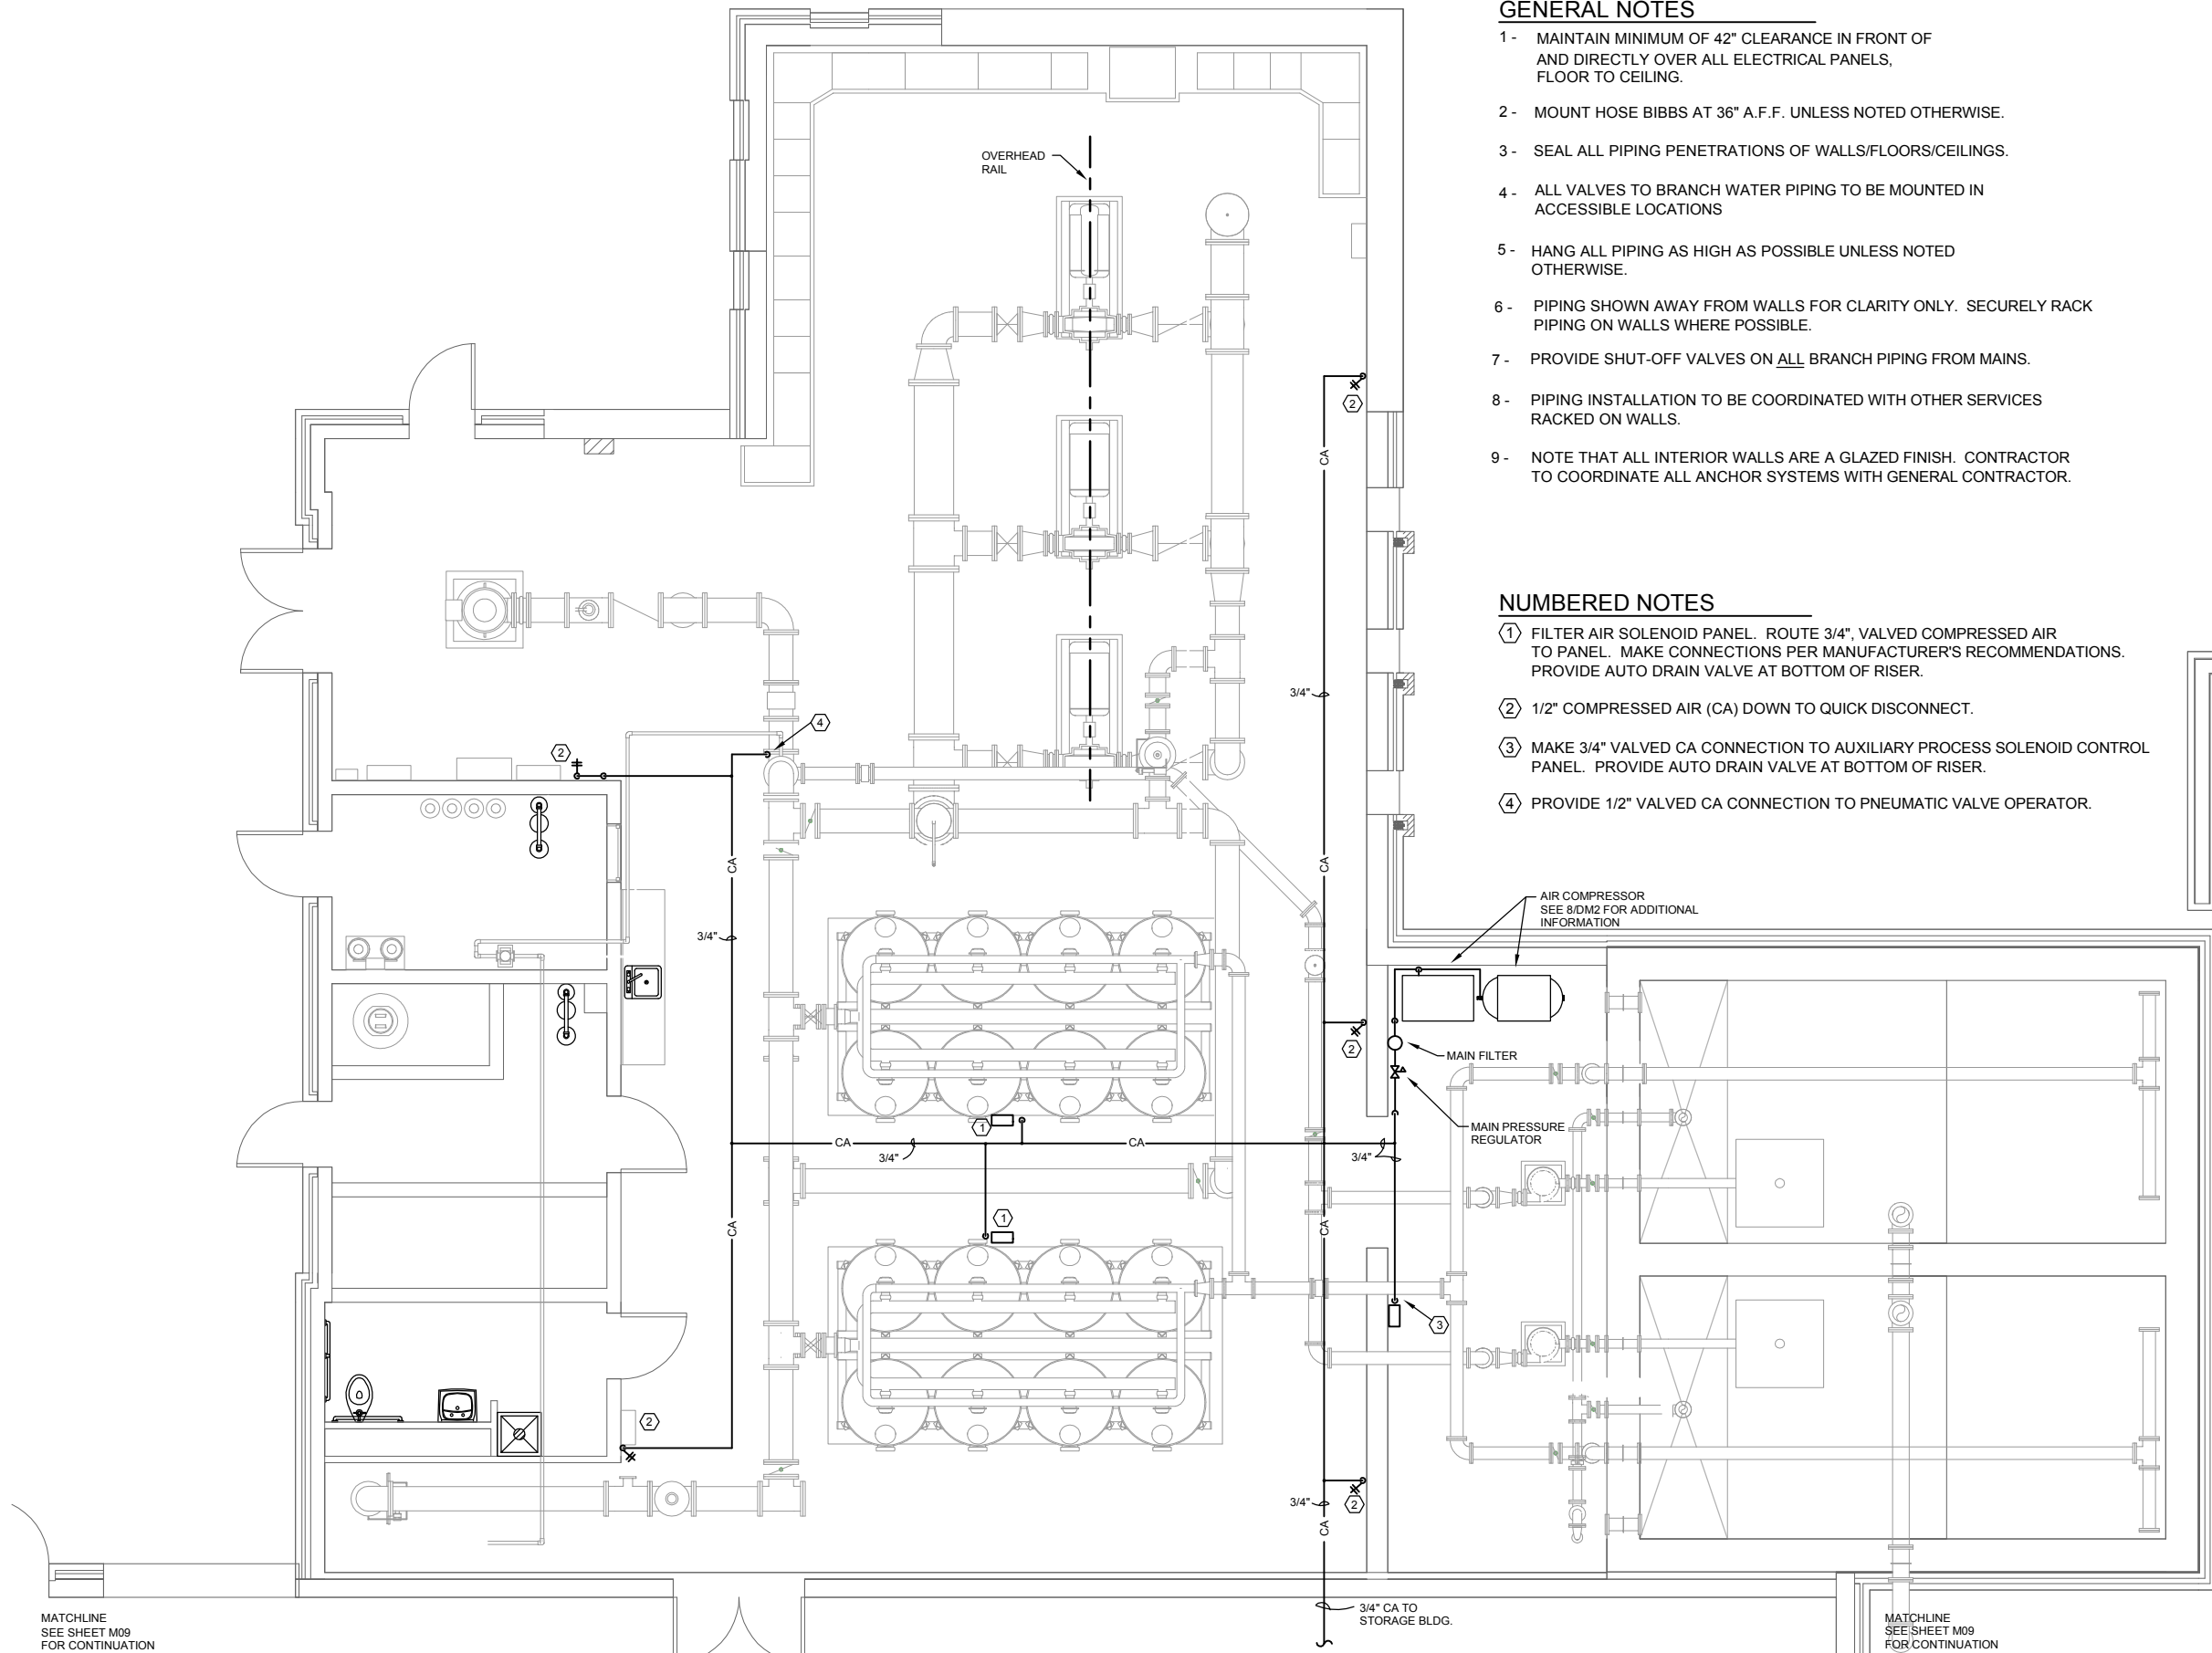 GENERAL NOTES
1 - MAINTAIN MINIMUM OF 42" CLEARANCE IN FRONT OF
AND DIRECTLY OVER ALL ELECTRICAL PANELS,
FLOOR TO CEILING.
2 - MOUNT HOSE BIBBS AT 36" A.F.F. UNLESS NOTED OTHERWISE.
3 - SEAL ALL PIPING PENETRATIONS OF WALLS/FLOORS/CEILINGS.
4 - ALL VALVES TO BRANCH WATER PIPING TO BE MOUNTED IN
ACCESSIBLE LOCATIONS
5 - HANG ALL PIPING AS HIGH AS POSSIBLE UNLESS NOTED
OTHERWISE.
6 - PIPING SHOWN AWAY FROM WALLS FOR CLARITY ONLY. SECURELY RACK
PIPING ON WALLS WHERE POSSIBLE.
7 - PROVIDE SHUT-OFF VALVES ON ALL BRANCH PIPING FROM MAINS.
8 - PIPING INSTALLATION TO BE COORDINATED WITH OTHER SERVICES
RACKED ON WALLS.
9 - NOTE THAT ALL INTERIOR WALLS ARE A GLAZED FINISH. CONTRACTOR
TO COORDINATE ALL ANCHOR SYSTEMS WITH GENERAL CONTRACTOR.
NUMBERED NOTES
1 FILTER AIR SOLENOID PANEL. ROUTE 3/4", VALVED COMPRESSED AIR
TO PANEL. MAKE CONNECTIONS PER MANUFACTURER'S RECOMMENDATIONS.
PROVIDE AUTO DRAIN VALVE AT BOTTOM OF RISER.
2 1/2" COMPRESSED AIR (CA) DOWN TO QUICK DISCONNECT.
3 MAKE 3/4" VALVED CA CONNECTION TO AUXILIARY PROCESS SOLENOID CONTROL
PANEL. PROVIDE AUTO DRAIN VALVE AT BOTTOM OF RISER.
4 PROVIDE 1/2" VALVED CA CONNECTION TO PNEUMATIC VALVE OPERATOR.
OVERHEAD
RAIL
2
CA
3/4"
4
2
CA
CA
3/4"
AIR COMPRESSOR
SEE 8/DM2 FOR ADDITIONAL
INFORMATION
2
MAIN FILTER
MAIN PRESSURE
REGULATOR
1
CA
CA
3/4"
3/4"
1
CA
CA
3
2
3/4"
2
CA
3/4" CA TO
STORAGE BLDG.
MATCHLINE
SEE SHEET M09
FOR CONTINUATION
MATCHLINE
SEE SHEET M09
FOR CONTINUATION